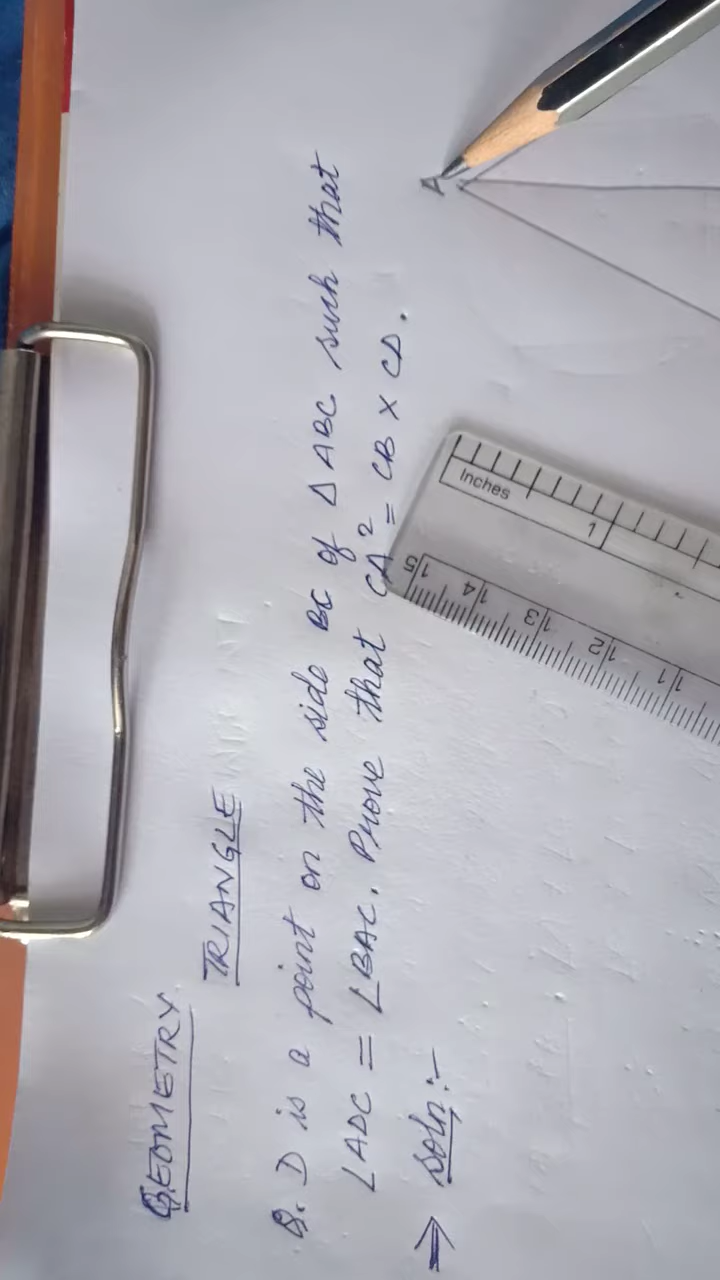 GEOMETRY
TRIANGLE
Q. D is a point on the side BC of △ ABC such that
∠ADC = ∠BAC. Prove that CA² = CB × CD.
→ Soln:-
A
Inches
1
15 14 13 12 11